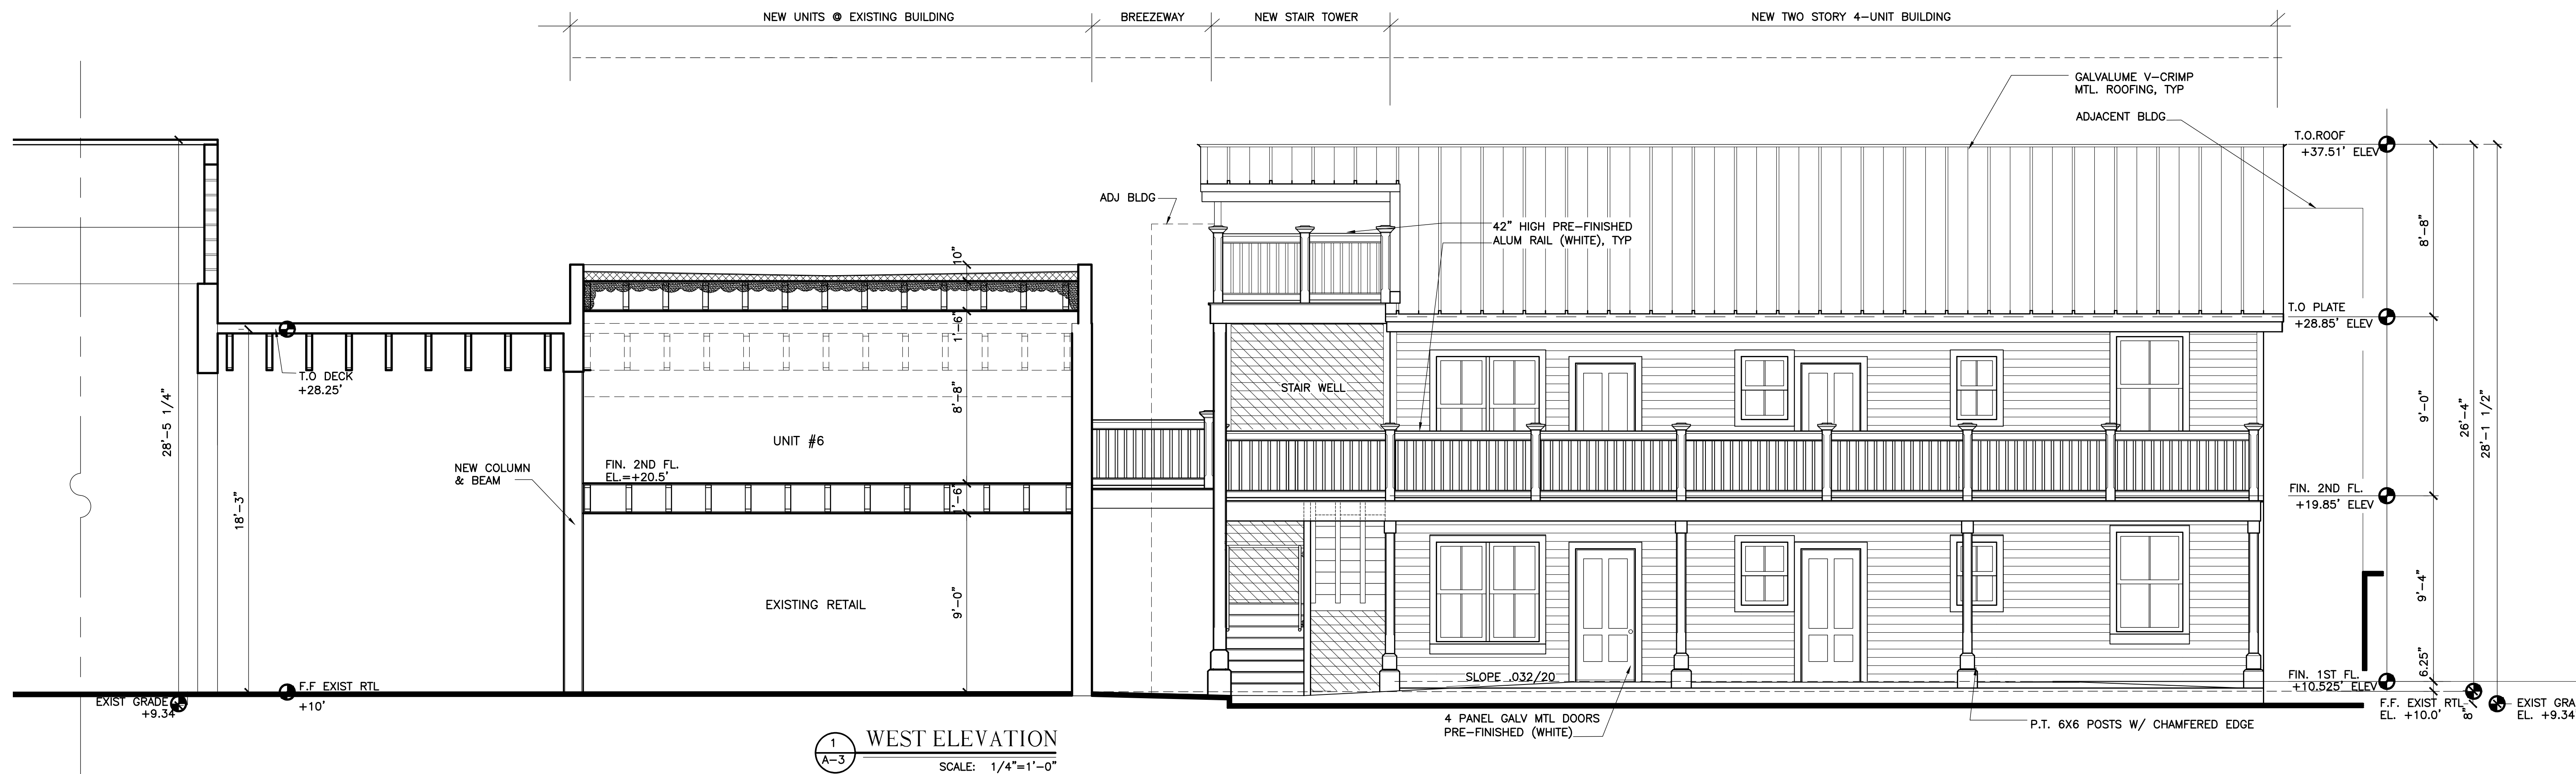 NEW UNITS @ EXISTING BUILDING
BREEZEWAY
NEW STAIR TOWER
NEW TWO STORY 4-UNIT BUILDING
GALVALUME V-CRIMP
MTL. ROOFING, TYP
ADJACENT BLDG
T.O.ROOF
+37.51' ELEV
ADJ BLDG
42" HIGH PRE-FINISHED
ALUM RAIL (WHITE), TYP
8'-8"
10"
1'-6"
T.O PLATE
+28.85' ELEV
T.O DECK
+28.25'
28'-5 1/4"
STAIR WELL
8'-8"
9'-0"
26'-4"
28'-1 1/2"
UNIT #6
NEW COLUMN
& BEAM
FIN. 2ND FL.
EL.=+20.5'
1'-6"
18'-3"
FIN. 2ND FL.
+19.85' ELEV
EXISTING RETAIL
9'-0"
9'-4"
6.25"
SLOPE .032/20
FIN. 1ST FL.
+10.525' ELEV
F.F EXIST RTL
+10'
EXIST GRADE
+9.34'
F.F. EXIST RTL
EL. +10.0'
8"
EXIST GRA
EL. +9.34
4 PANEL GALV MTL DOORS
PRE-FINISHED (WHITE)
P.T. 6X6 POSTS W/ CHAMFERED EDGE
1
A-3
WEST ELEVATION
SCALE: 1/4"=1'-0"